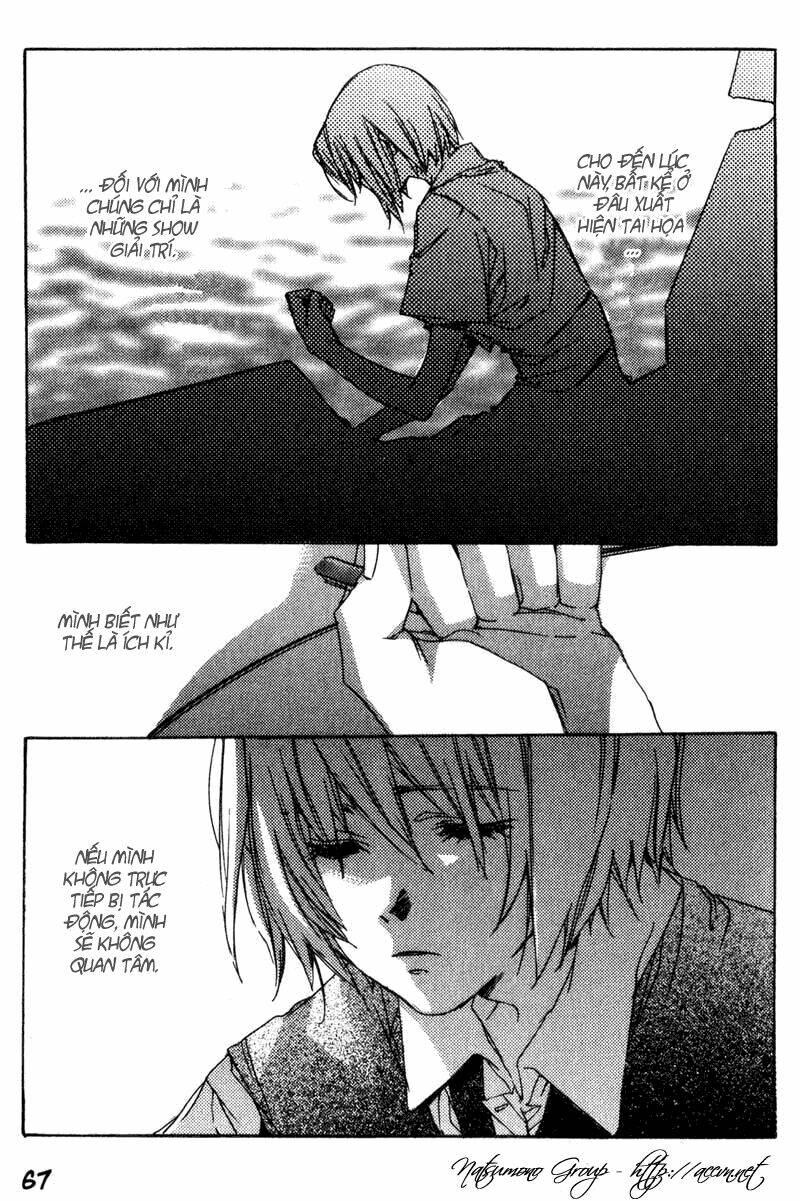 CHO ĐẾN LÚC
NÀY, BẤT KỂ Ở
ĐÂU XUẤT
HIỆN TAI HỌA
...
... ĐỐI VỚI MÌNH
CHÚNG CHỈ LÀ
NHỮNG SHOW
GIẢI TRÍ.
MÌNH BIẾT NHƯ
THẾ LÀ ÍCH KỈ.
NẾU MÌNH
KHÔNG TRỰC
TIẾP BỊ TÁC
ĐỘNG, MÌNH
SẼ KHÔNG
QUAN TÂM.
67
Natsumono Group - http://accvn.net